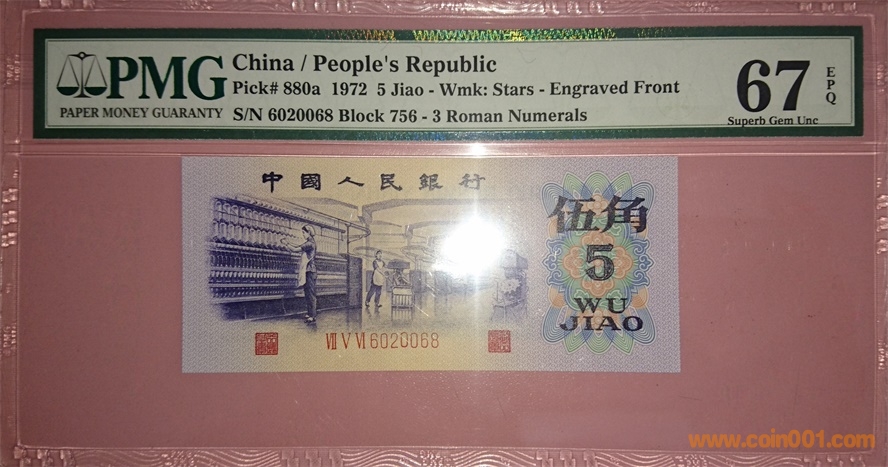 PMG
PAPER MONEY GUARANTY
China / People's Republic
Pick# 880a 1972 5 Jiao - Wmk: Stars - Engraved Front
S/N 6020068 Block 756 - 3 Roman Numerals
67
EPQ
Superb Gem Unc
中國人民銀行
伍角
5
WU
JIAO
Ⅶ Ⅴ Ⅵ 6020068
www.coin001.com